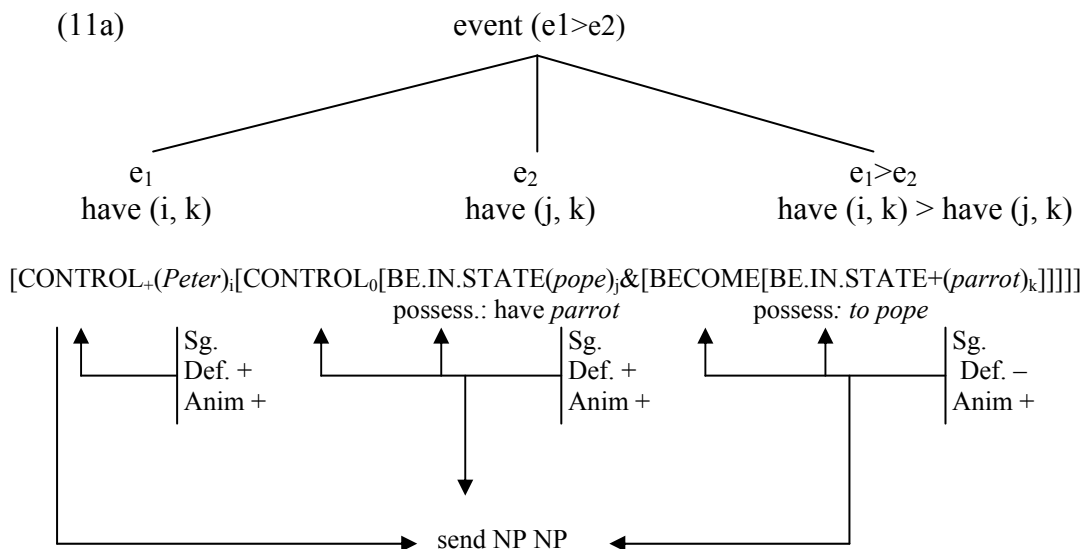 (11a) event (e1>e2)
e₁ e₂ e₁>e₂
have (i, k) have (j, k) have (i, k) > have (j, k)
[CONTROL₊(Peter)ᵢ[CONTROL₀[BE.IN.STATE(pope)ⱼ&[BECOME[BE.IN.STATE+(parrot)ₖ]]]]]
possess.: have parrot possess: to pope
Sg. Sg. Sg.
Def. + Def. + Def. –
Anim + Anim + Anim +
send NP NP